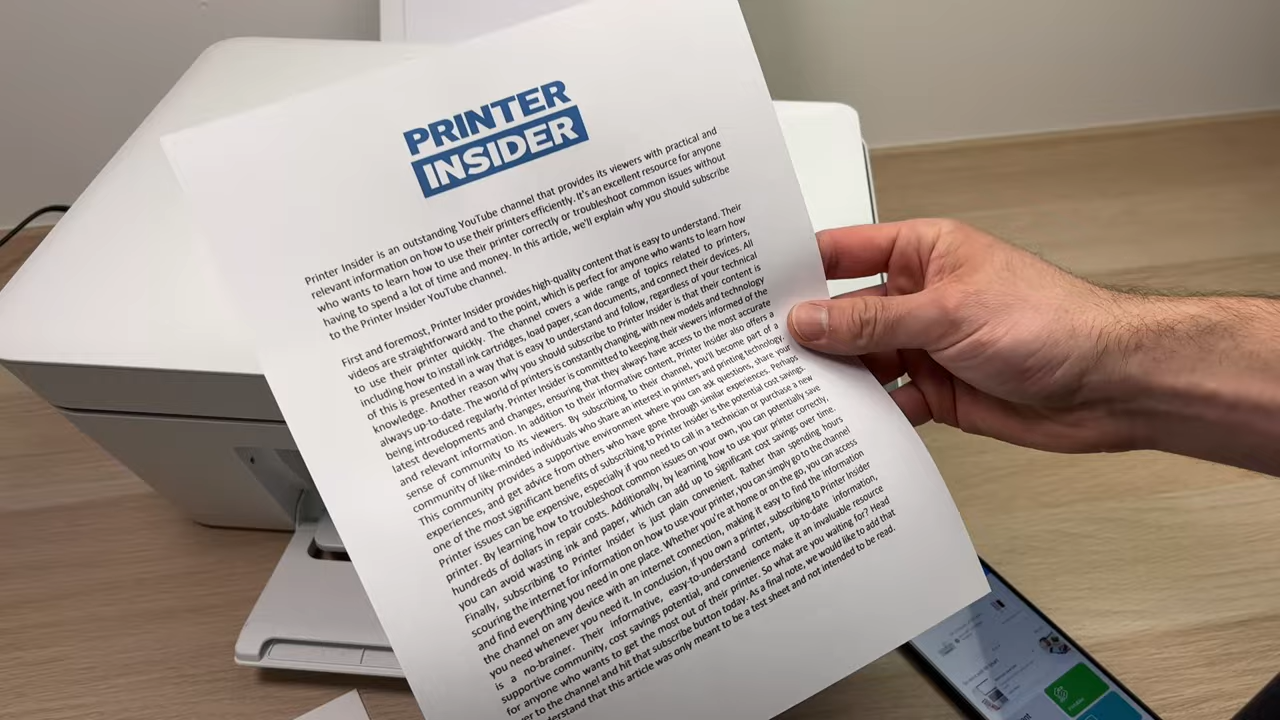 PRINTER
INSIDER
Printer Insider is an outstanding YouTube channel that provides its viewers with practical and
relevant information on how to use their printers efficiently. It's an excellent resource for anyone
who wants to learn how to use their printer correctly or troubleshoot common issues without
having to spend a lot of time and money. In this article, we'll explain why you should subscribe
to the Printer Insider YouTube channel.
First and foremost, Printer Insider provides high-quality content that is easy to understand. Their
videos are straightforward and to the point, which is perfect for anyone who wants to learn how
to use their printer quickly. The channel covers a wide range of topics related to printers,
including how to install ink cartridges, load paper, scan documents, and connect their devices. All
of this is presented in a way that is easy to understand and follow, regardless of your technical
knowledge. Another reason why you should subscribe to Printer Insider is that their content is
always up-to-date. The world of printers is constantly changing, with new models and technology
being introduced regularly. Printer Insider is committed to keeping their viewers informed of the
latest developments and changes, ensuring that they always have access to the most accurate
and relevant information. In addition to their informative content, Printer Insider also offers a
sense of community to its viewers. By subscribing to their channel, you'll become part of a
community of like-minded individuals who share an interest in printers and printing technology.
This community provides a supportive environment where you can ask questions, share your
experiences, and get advice from others who have gone through similar experiences. Perhaps
one of the most significant benefits of subscribing to Printer Insider is the potential cost savings.
Printer issues can be expensive, especially if you need to call in a technician or purchase a new
printer. By learning how to troubleshoot common issues on your own, you can potentially save
hundreds of dollars in repair costs. Additionally, by learning how to use your printer correctly,
you can avoid wasting ink and paper, which can add up to significant cost savings over time.
Finally, subscribing to Printer Insider is just plain convenient. Rather than spending hours
scouring the internet for information on how to use your printer, you can simply go to the channel
and find everything you need in one place. Whether you're at home or on the go, you can access
the channel on any device with an internet connection, making it easy to find the information
you need whenever you need it. In conclusion, if you own a printer, subscribing to Printer Insider
is a no-brainer. Their informative, easy-to-understand content, up-to-date information,
supportive community, cost savings potential, and convenience make it an invaluable resource
for anyone who wants to get the most out of their printer. So what are you waiting for? Head
er to the channel and hit that subscribe button today. As a final note, we would like to add that
derstand that this article was only meant to be a test sheet and not intended to be read.